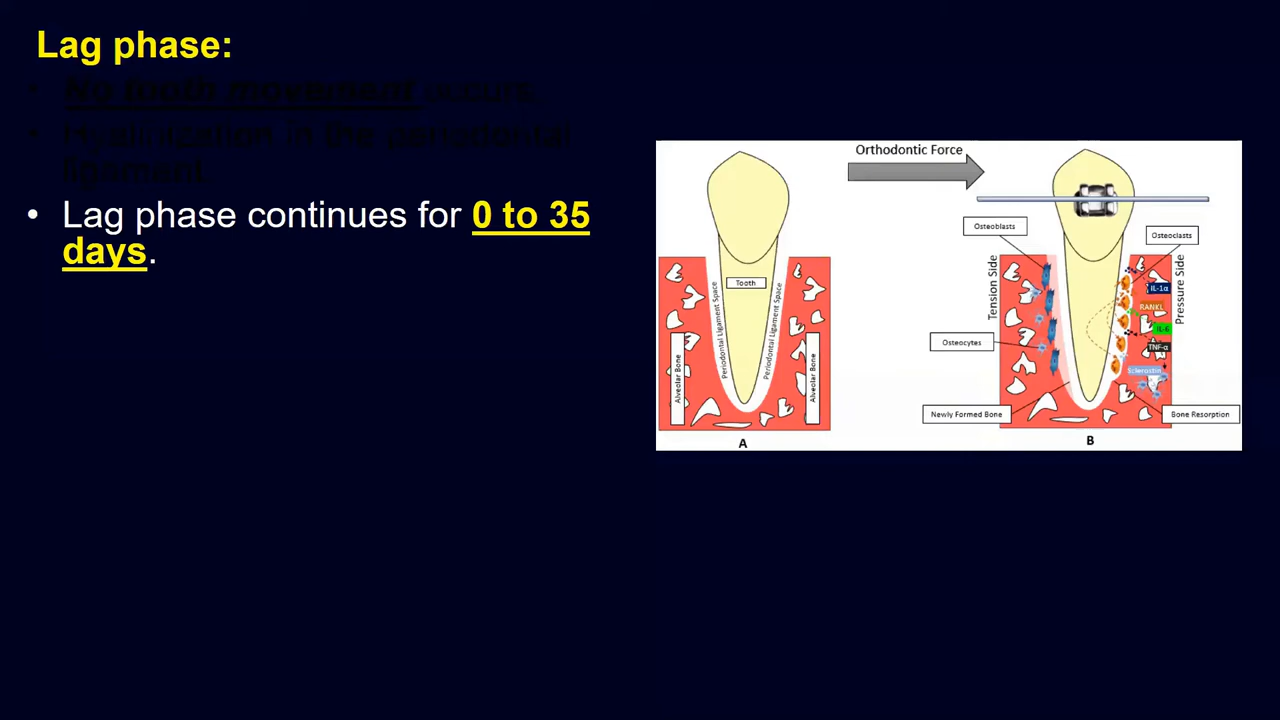 Lag phase:
• No tooth movement occurs.
• Hyalinization in the periodontal
ligament.
• Lag phase continues for 0 to 35
days.
Orthodontic Force
Tooth
Periodontal Ligament Space
Periodontal Ligament Space
Alveolar Bone
Alveolar Bone
A
Osteoblasts
Osteoclasts
Tension Side
Pressure Side
IL-1α
RANKL
IL-6
TNF-α
Sclerostin
Osteocytes
Newly Formed Bone
Bone Resorption
B